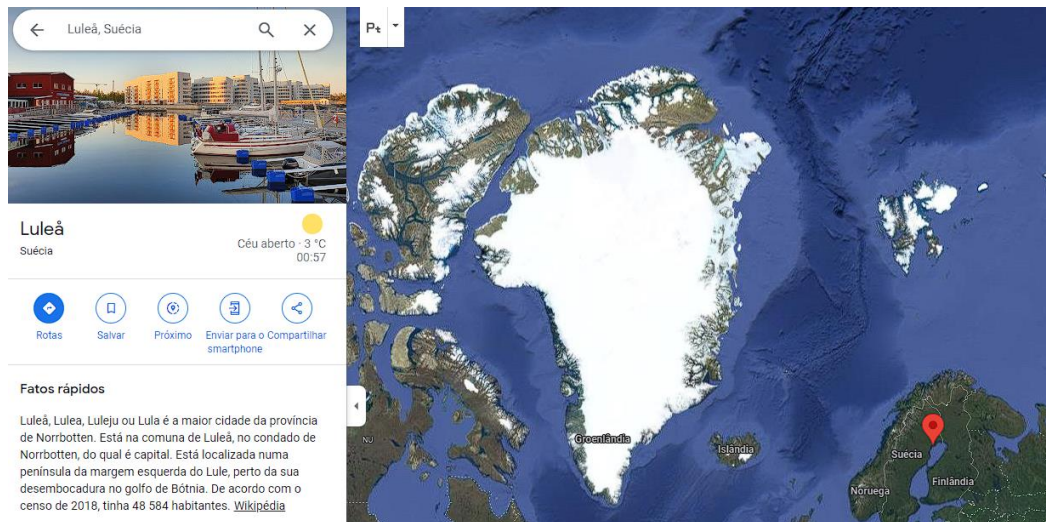 Luleå, Suécia
Luleå
Suécia
Céu aberto · 3 °C
00:57
Rotas
Salvar
Próximo
Enviar para o smartphone
Compartilhar
Fatos rápidos
Luleå, Lulea, Luleju ou Lula é a maior cidade da província
de Norrbotten. Está na comuna de Luleå, no condado de
Norrbotten, do qual é capital. Está localizada numa
península da margem esquerda do Lule, perto da sua
desembocadura no golfo de Bótnia. De acordo com o
censo de 2018, tinha 48 584 habitantes. Wikipédia
NU
Groenlândia
Islândia
Suécia
Finlândia
Noruega